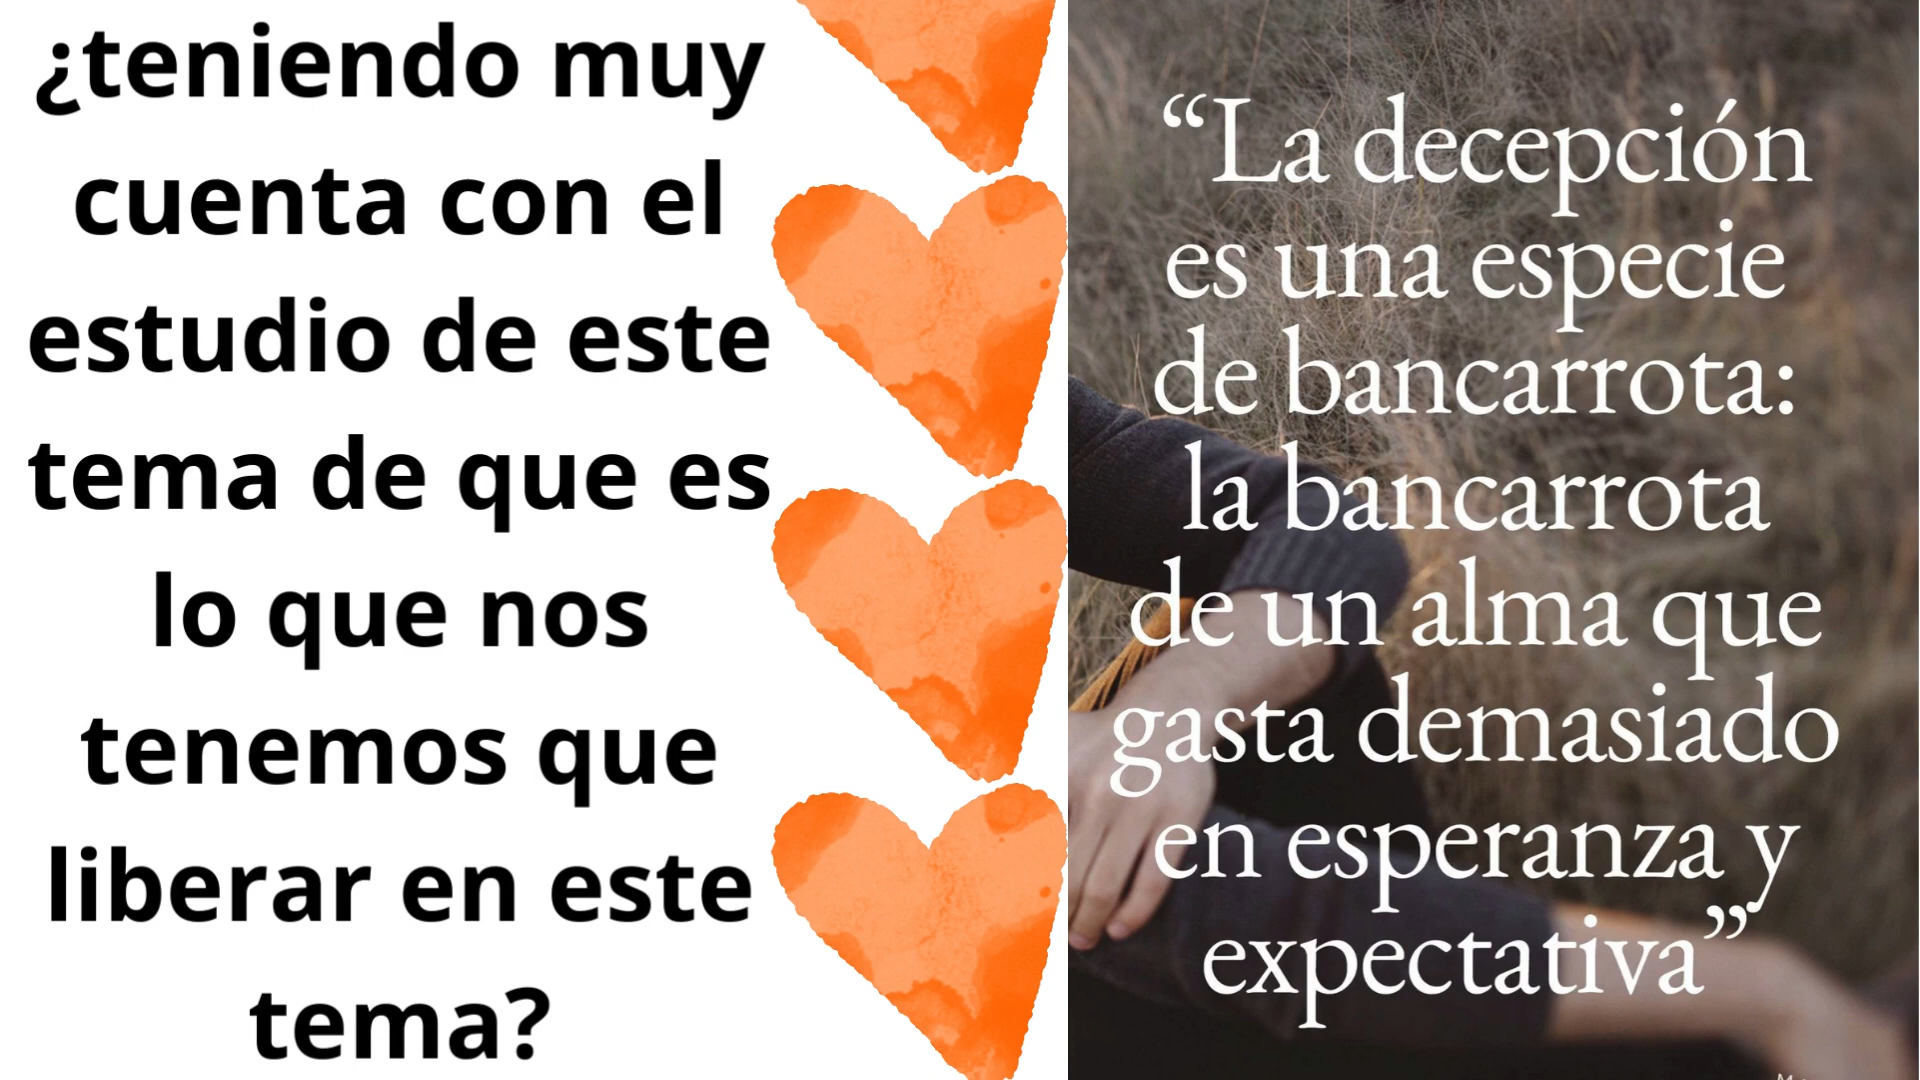 ¿teniendo muy
cuenta con el
estudio de este
tema de que es
lo que nos
tenemos que
liberar en este
tema?
“La decepción
es una especie
de bancarrota:
la bancarrota
de un alma que
gasta demasiado
en esperanza y
expectativa”